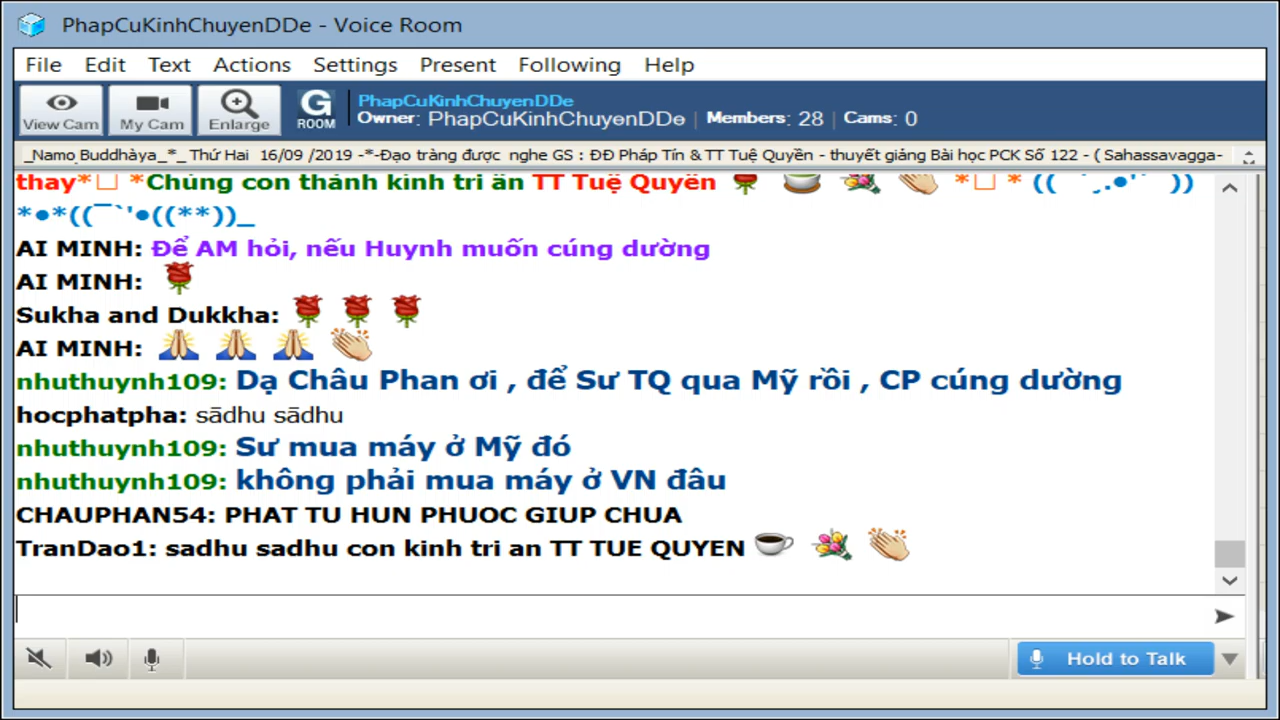 PhapCuKinhChuyenDDe - Voice Room
File Edit Text Actions Settings Present Following Help
View Cam My Cam Enlarge G ROOM PhapCuKinhChuyenDDe
Owner: PhapCuKinhChuyenDDe | Members: 28 | Cams: 0
_Namo Buddhàya_*_ Thứ Hai 16/09 /2019 -*-Đạo tràng được nghe GS : ĐĐ Pháp Tín & TT Tuệ Quyền - thuyết giảng Bài học PCK Số 122 - ( Sahassavagga-
thay*□ *Chúng con thành kính tri ân TT Tuệ Quyền *□ * (( ¯`ˏ.●'´¯ ))
*●*((¯`'●((**))_
AI MINH: Để AM hỏi, nếu Huynh muốn cúng dường
AI MINH:
Sukha and Dukkha:
AI MINH:
nhuthuynh109: Dạ Châu Phan ơi , để Sư TQ qua Mỹ rồi , CP cúng dường
hocphatpha: sādhu sādhu
nhuthuynh109: Sư mua máy ở Mỹ đó
nhuthuynh109: không phải mua máy ở VN đâu
CHAUPHAN54: PHAT TU HUN PHUOC GIUP CHUA
TranDao1: sadhu sadhu con kinh tri an TT TUE QUYEN
Hold to Talk